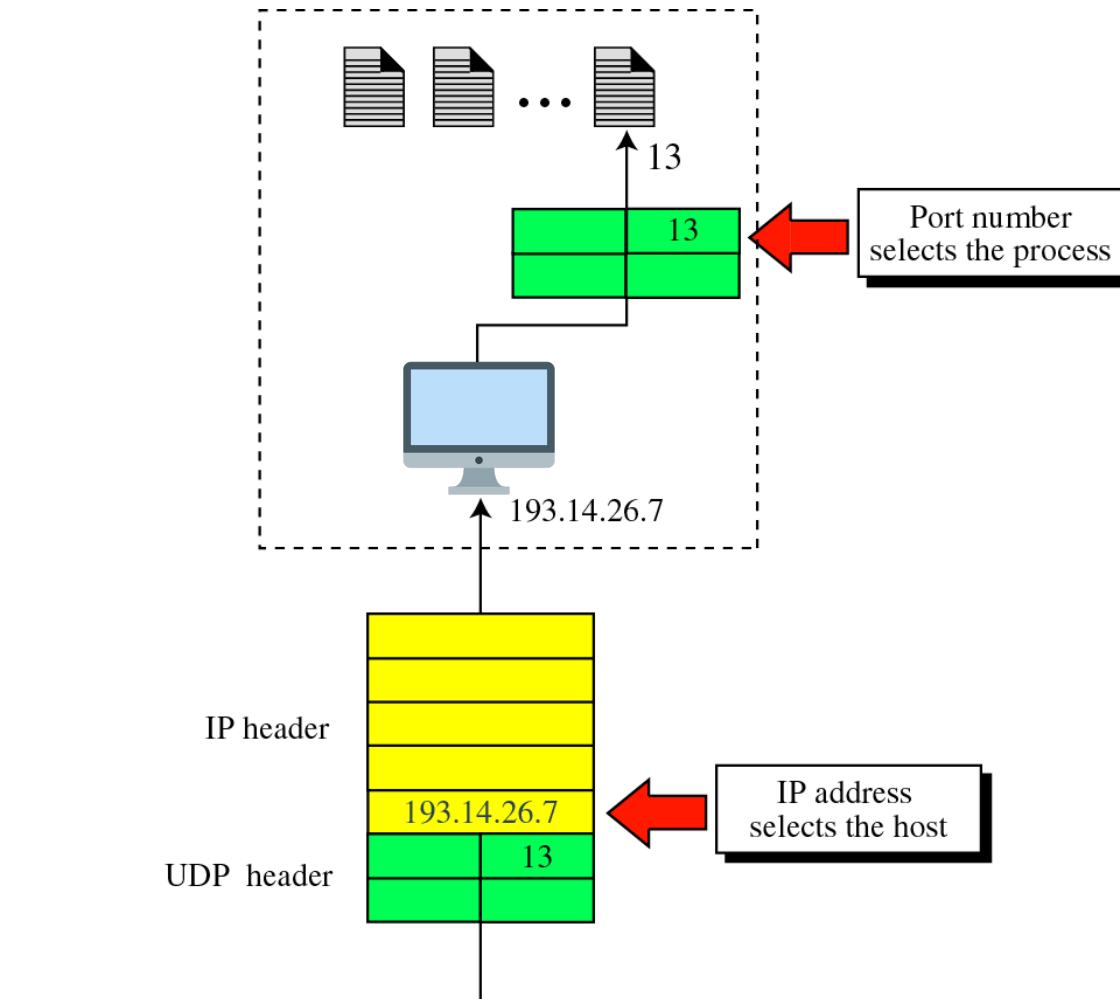 13
13
Port number
selects the process
193.14.26.7
IP header
193.14.26.7
IP address
selects the host
13
UDP header